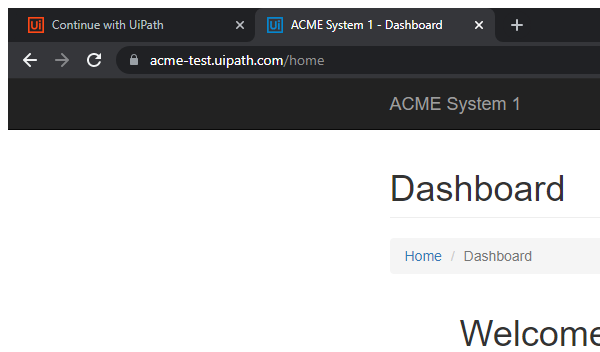 Ui Continue with UiPath
Ui ACME System 1 - Dashboard
acme-test.uipath.com/home
ACME System 1
Dashboard
Home / Dashboard
Welcome